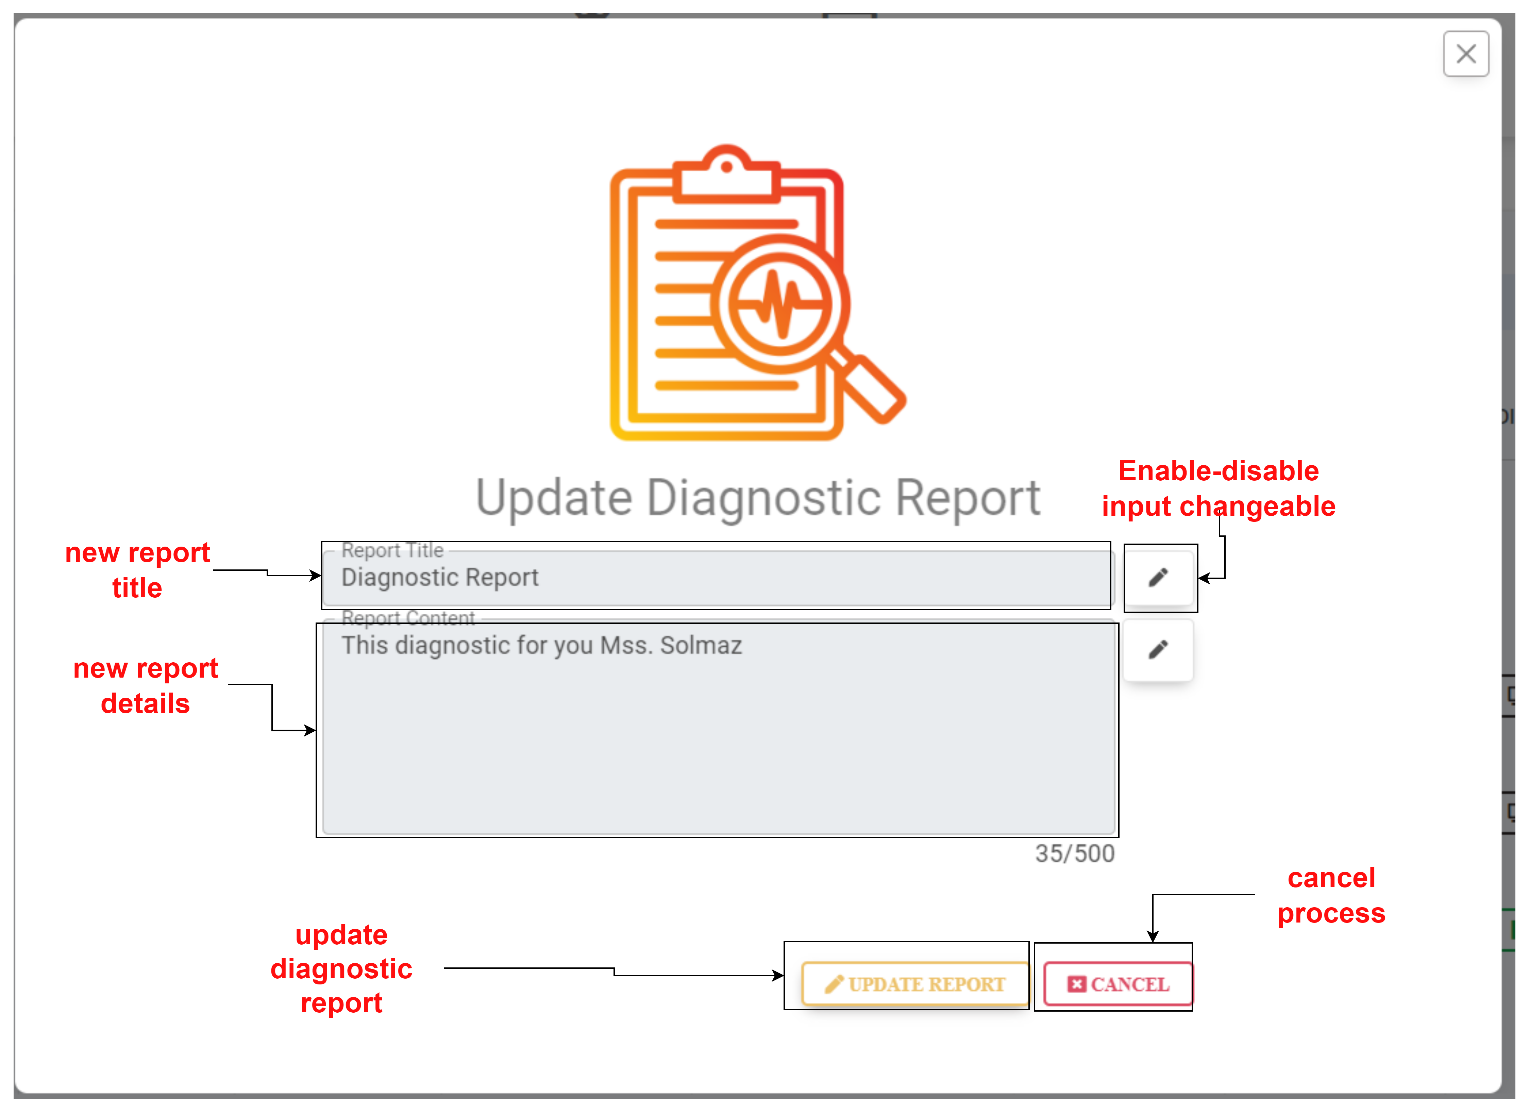 Update Diagnostic Report
Enable-disable
input changeable
new report
title
Report Title
Diagnostic Report
Report Content
This diagnostic for you Mss. Solmaz
new report
details
35/500
cancel
process
update
diagnostic
report
UPDATE REPORT
CANCEL